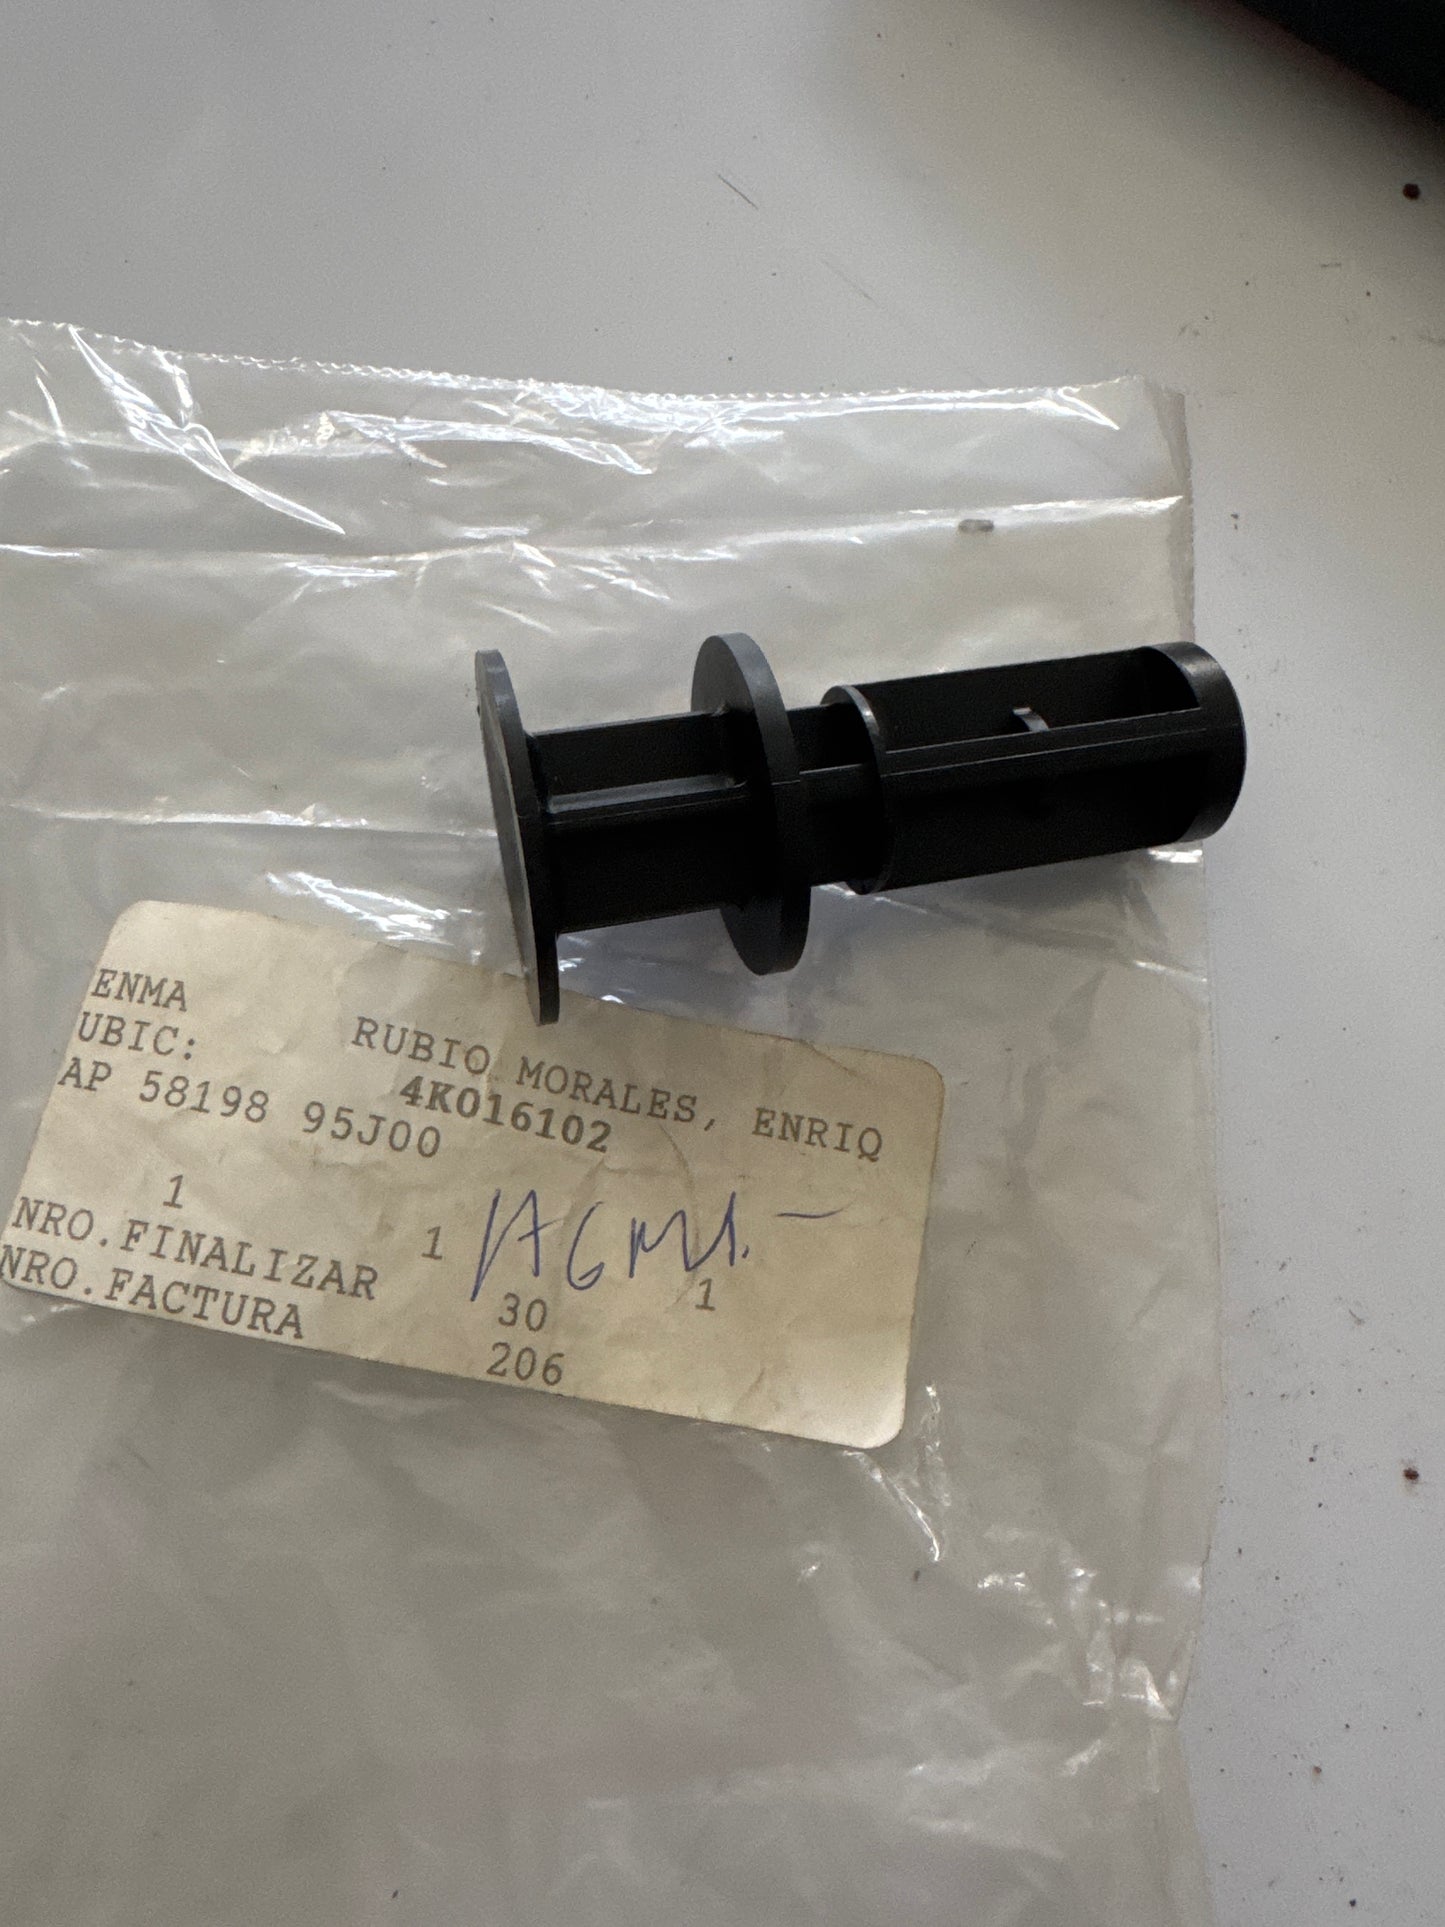 ENMA
UBIC: RUBIO MORALES, ENRIQ
4K016102
AP 58198 95J00
1 1 1
NRO.FINALIZAR 30
NRO.FACTURA 206